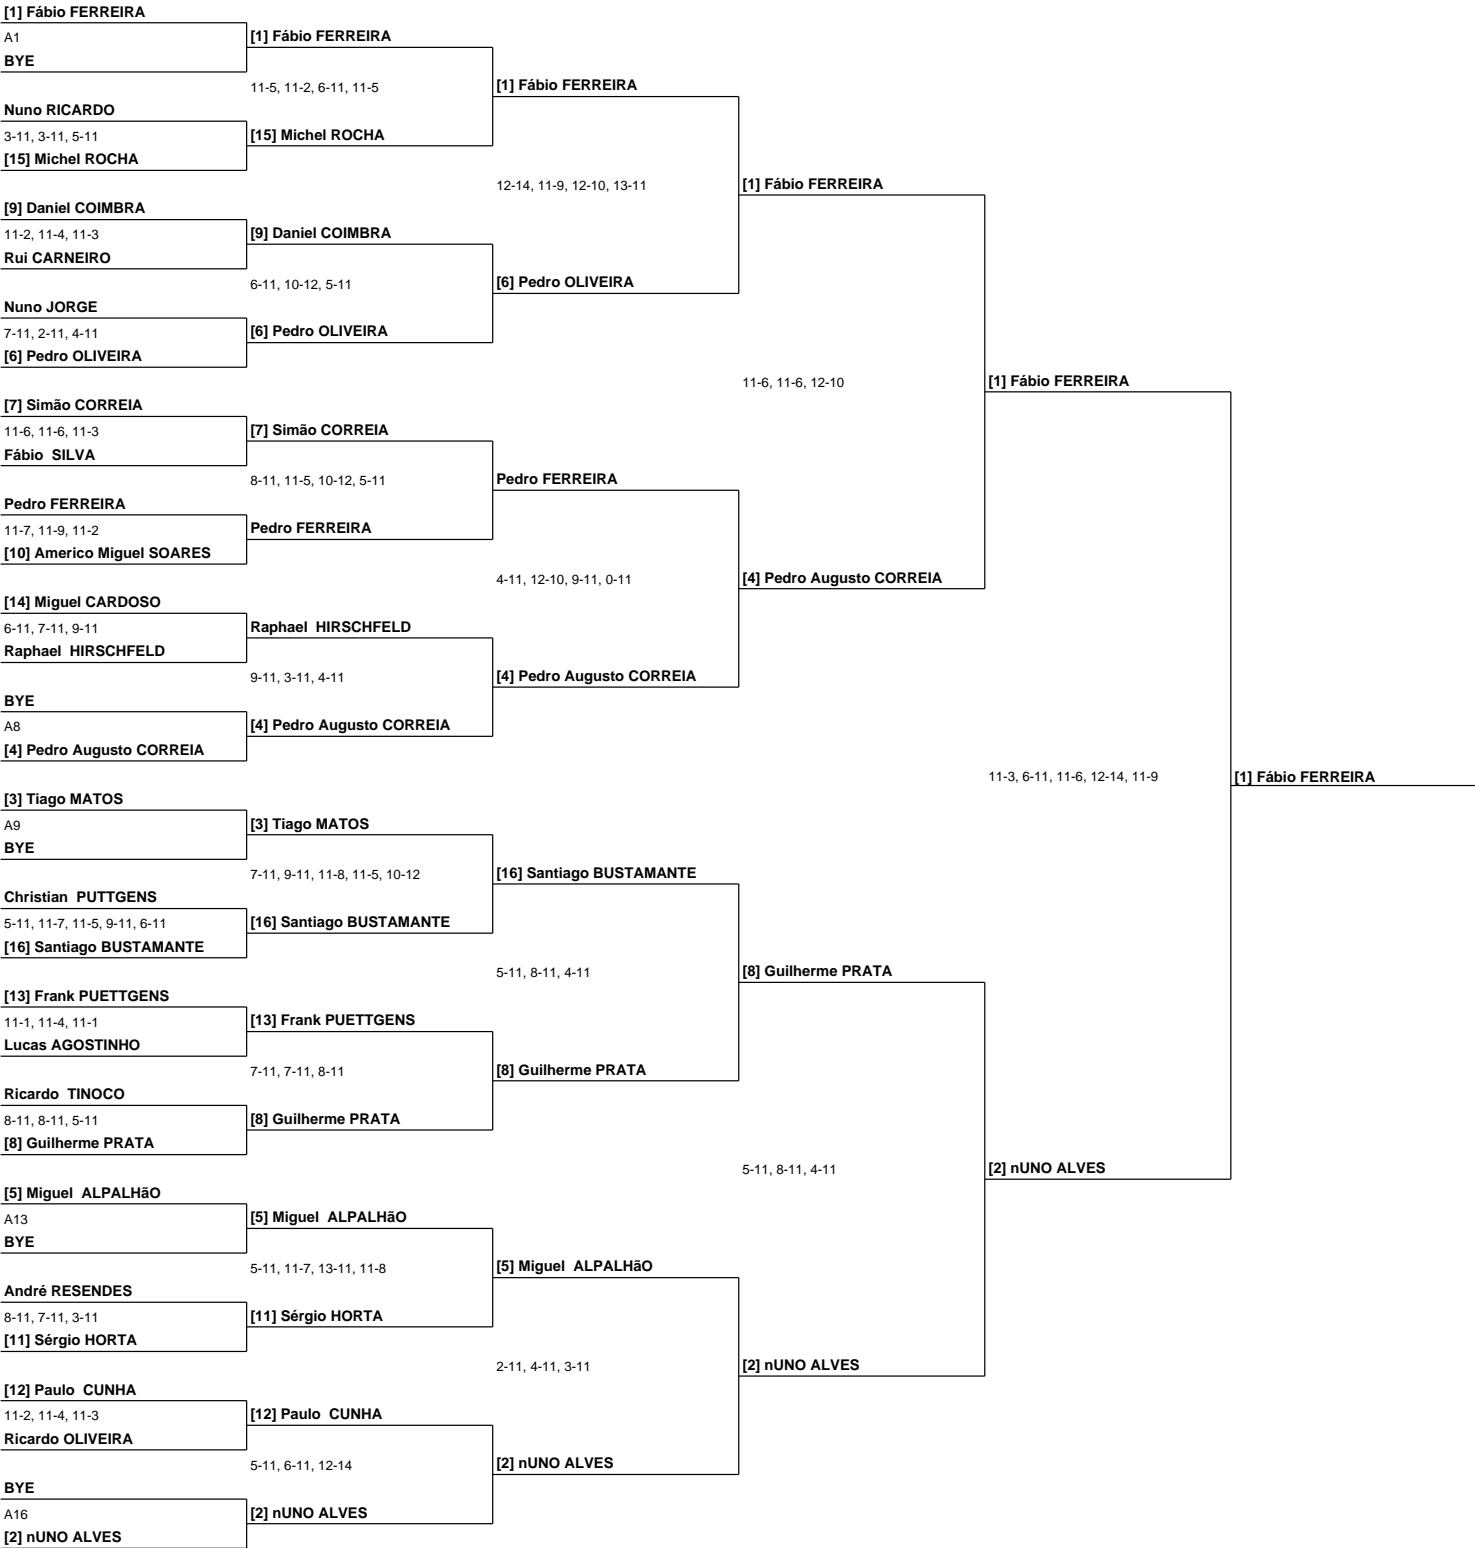 [1] Fábio FERREIRA
A1
BYE
Nuno RICARDO
3-11, 3-11, 5-11
[15] Michel ROCHA
[9] Daniel COIMBRA
11-2, 11-4, 11-3
Rui CARNEIRO
Nuno JORGE
7-11, 2-11, 4-11
[6] Pedro OLIVEIRA
[7] Simão CORREIA
11-6, 11-6, 11-3
Fábio  SILVA
Pedro FERREIRA
11-7, 11-9, 11-2
[10] Americo Miguel SOARES
[14] Miguel CARDOSO
6-11, 7-11, 9-11
Raphael  HIRSCHFELD
BYE
A8
[4] Pedro Augusto CORREIA
[3] Tiago MATOS
A9
BYE
Christian  PUTTGENS
5-11, 11-7, 11-5, 9-11, 6-11
[16] Santiago BUSTAMANTE
[13] Frank PUETTGENS
11-1, 11-4, 11-1
Lucas AGOSTINHO
Ricardo  TINOCO
8-11, 8-11, 5-11
[8] Guilherme PRATA
[5] Miguel  ALPALHãO
A13
BYE
André RESENDES
8-11, 7-11, 3-11
[11] Sérgio HORTA
[12] Paulo  CUNHA
11-2, 11-4, 11-3
Ricardo OLIVEIRA
BYE
A16
[2] nUNO ALVES
[1] Fábio FERREIRA
11-5, 11-2, 6-11, 11-5
[15] Michel ROCHA
[9] Daniel COIMBRA
6-11, 10-12, 5-11
[6] Pedro OLIVEIRA
[7] Simão CORREIA
8-11, 11-5, 10-12, 5-11
Pedro FERREIRA
Raphael  HIRSCHFELD
9-11, 3-11, 4-11
[4] Pedro Augusto CORREIA
[3] Tiago MATOS
7-11, 9-11, 11-8, 11-5, 10-12
[16] Santiago BUSTAMANTE
[13] Frank PUETTGENS
7-11, 7-11, 8-11
[8] Guilherme PRATA
[5] Miguel  ALPALHãO
5-11, 11-7, 13-11, 11-8
[11] Sérgio HORTA
[12] Paulo  CUNHA
5-11, 6-11, 12-14
[2] nUNO ALVES
[1] Fábio FERREIRA
12-14, 11-9, 12-10, 13-11
[6] Pedro OLIVEIRA
Pedro FERREIRA
4-11, 12-10, 9-11, 0-11
[4] Pedro Augusto CORREIA
[16] Santiago BUSTAMANTE
5-11, 8-11, 4-11
[8] Guilherme PRATA
[5] Miguel  ALPALHãO
2-11, 4-11, 3-11
[2] nUNO ALVES
[1] Fábio FERREIRA
11-6, 11-6, 12-10
[4] Pedro Augusto CORREIA
[8] Guilherme PRATA
5-11, 8-11, 4-11
[2] nUNO ALVES
[1] Fábio FERREIRA
11-3, 6-11, 11-6, 12-14, 11-9
[2] nUNO ALVES
[1] Fábio FERREIRA